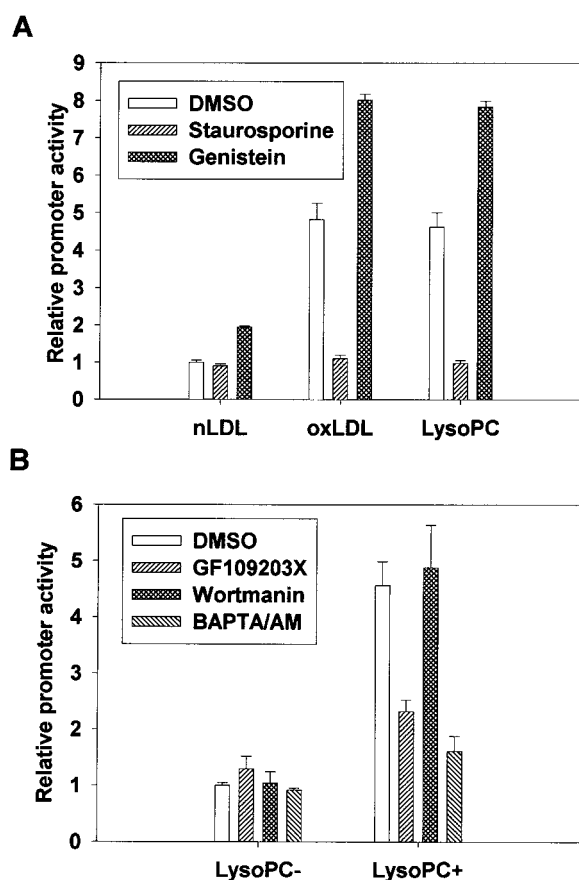 A
Relative promoter activity
9
8
7
6
5
4
3
2
1
0
DMSO
Staurosporine
Genistein
nLDL oxLDL LysoPC
B
Relative promoter activity
6
5
4
3
2
1
0
DMSO
GF109203X
Wortmanin
BAPTA/AM
LysoPC- LysoPC+